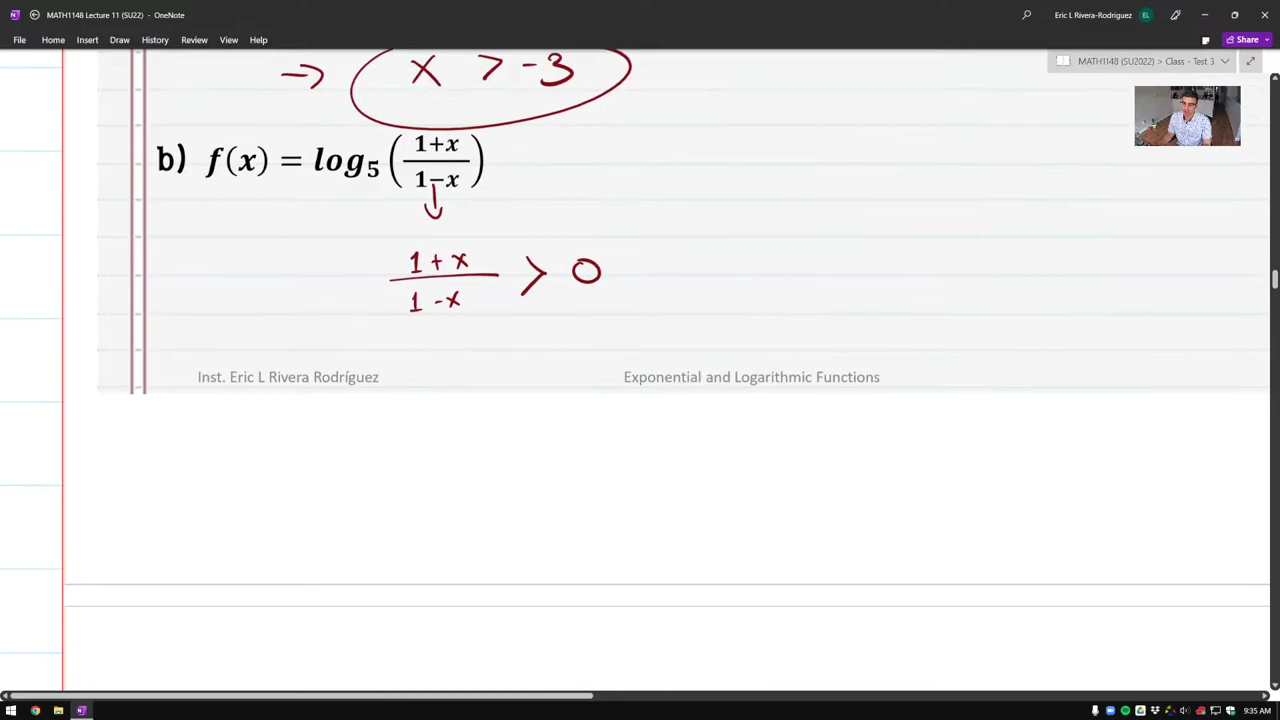 MATH1148 Lecture 11 (SU22) - OneNote
Eric L Rivera-Rodriguez EL
File Home Insert Draw History Review View Help
Share
MATH1148 (SU2022) > Class - Test 3
→ x > -3
b) f(x) = log₅ ( (1+x) / (1−x) )
↓
1 + x
1 - x > 0
Inst. Eric L Rivera Rodríguez Exponential and Logarithmic Functions
9:35 AM